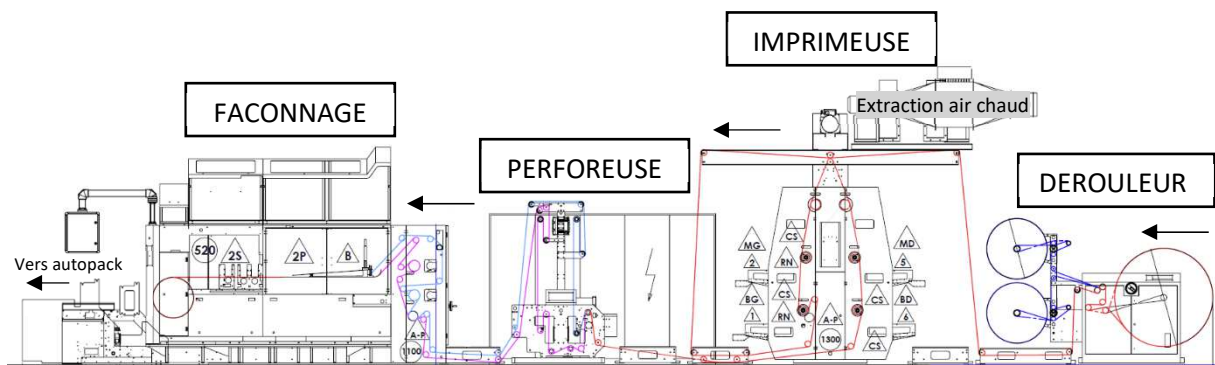 IMPRIMEUSE
Extraction air chaud
FACONNAGE
PERFOREUSE
DEROULEUR
Vers autopack
520
2S
2P
B
A-P
1100
MG
2
BG
1
CS
RN
CS
RN
A-P
1300
CS
CS
MD
5
BD
6